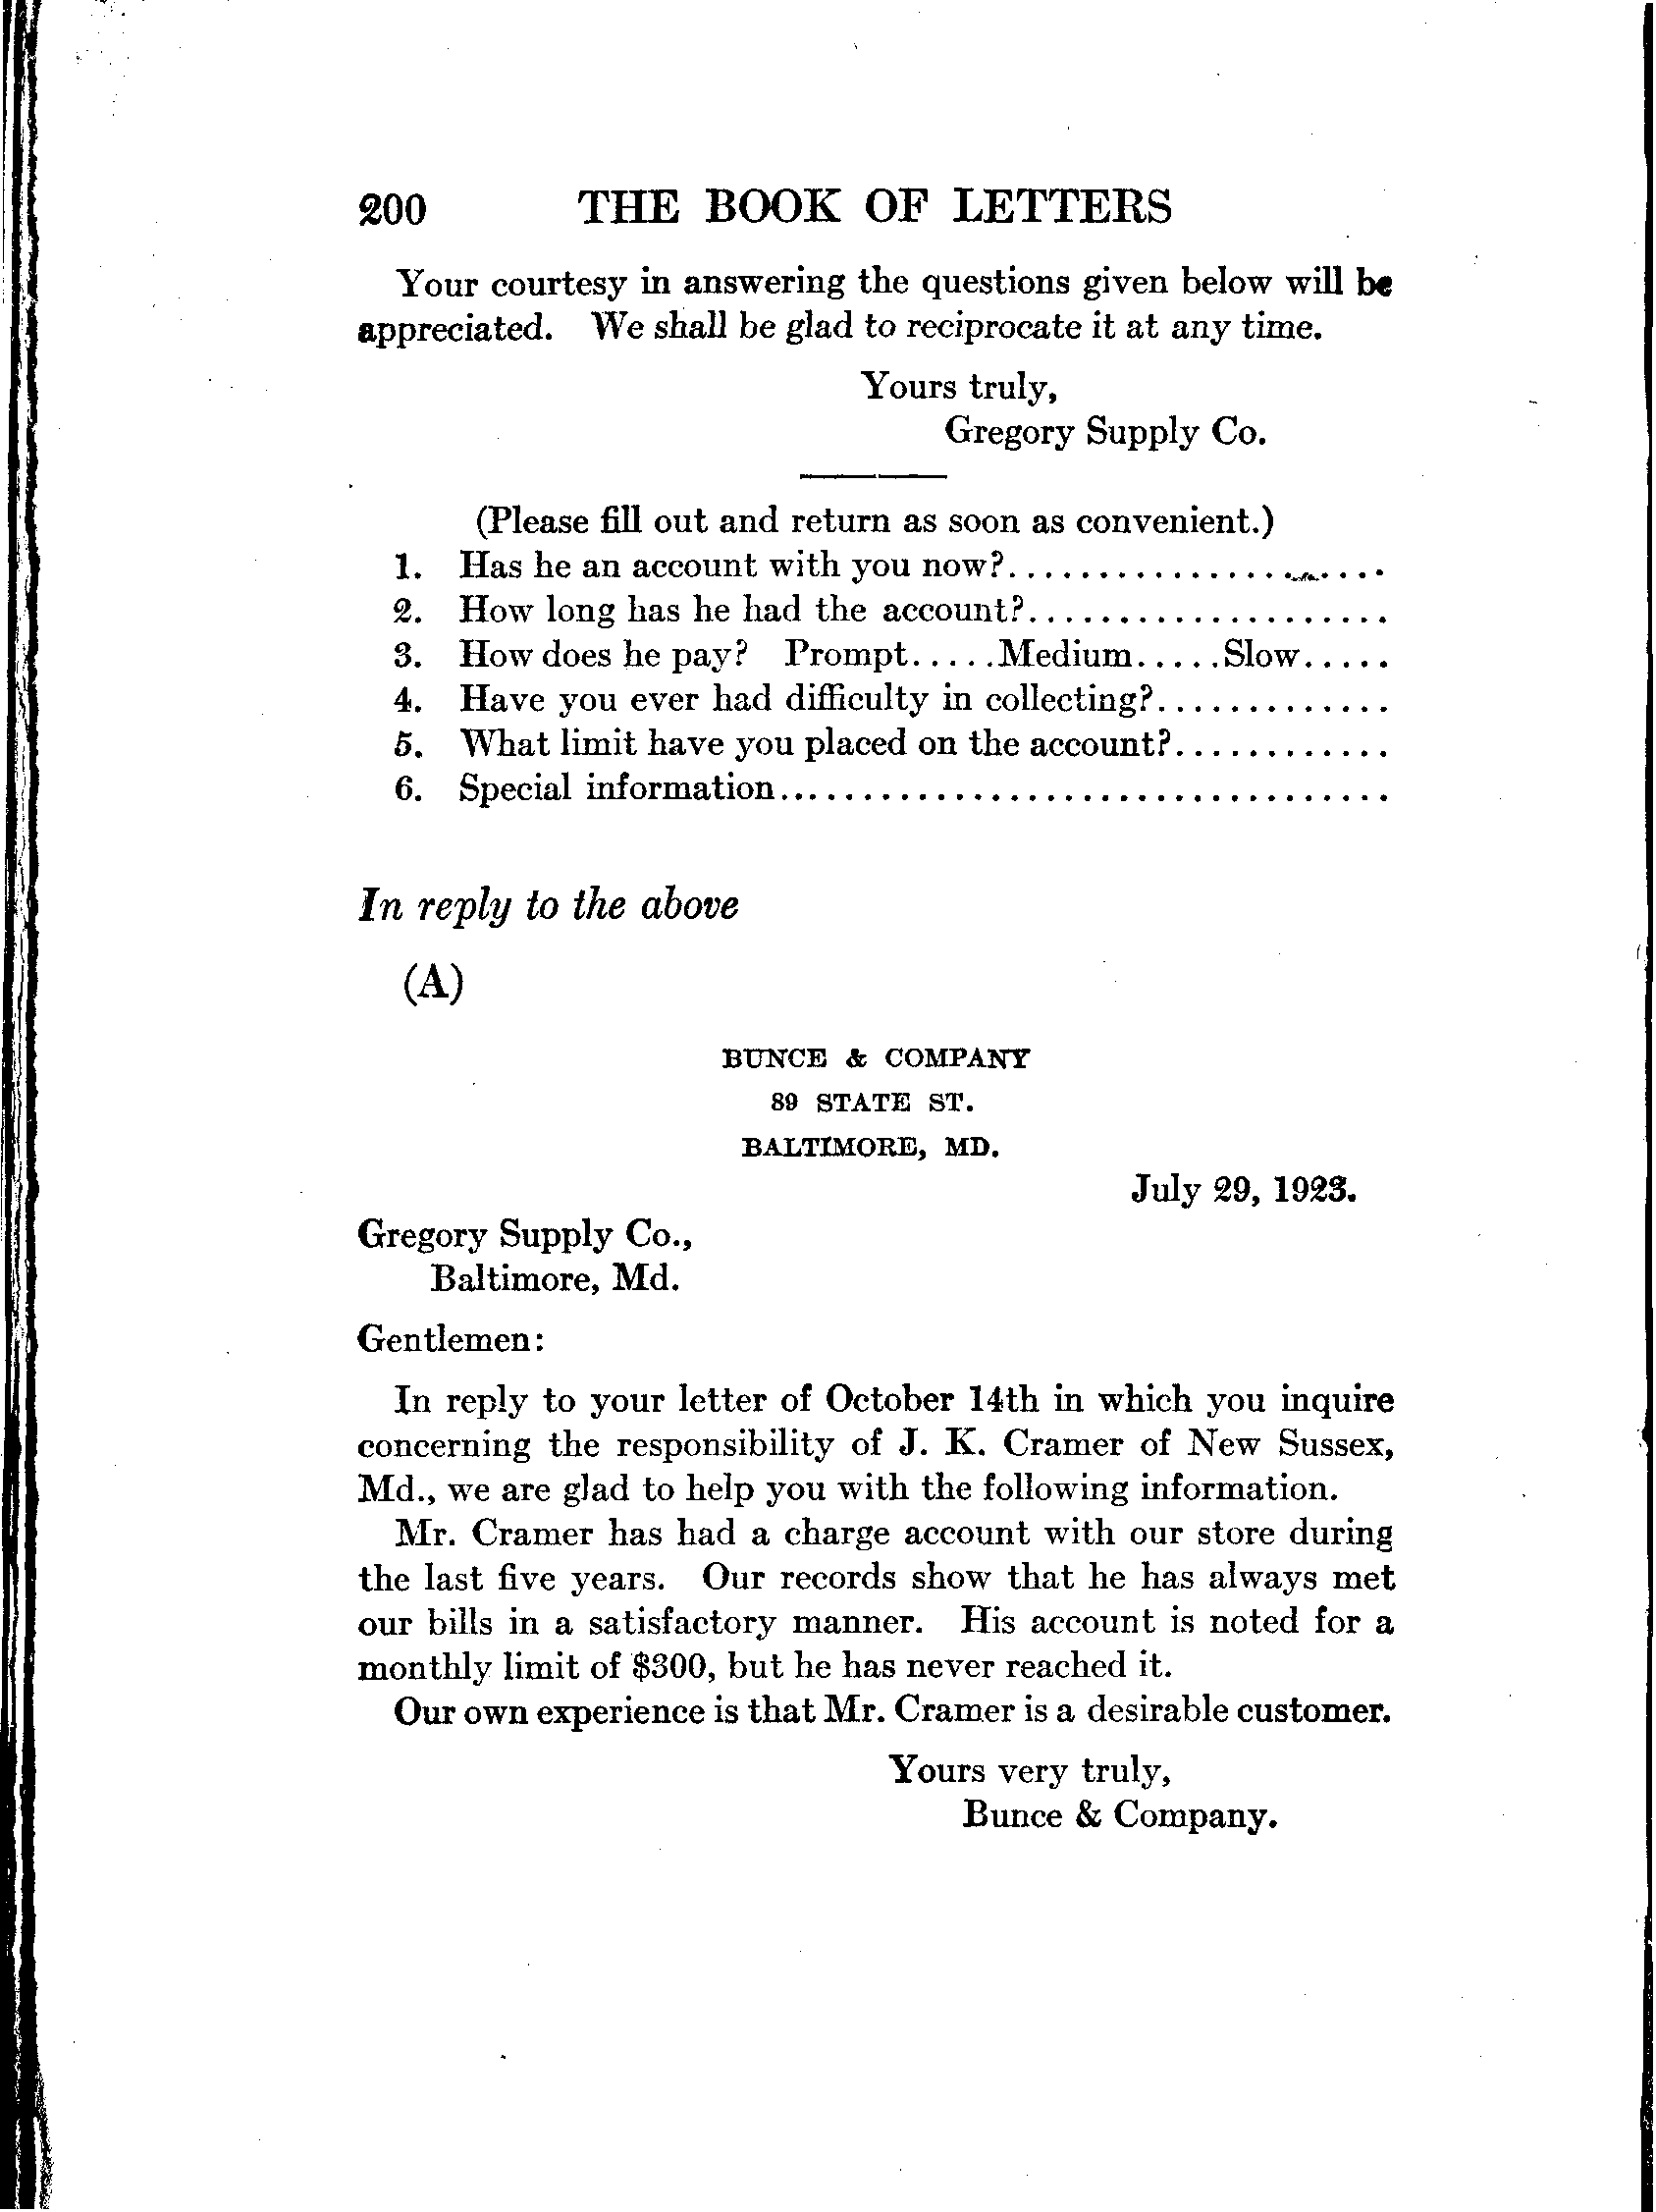 200 THE BOOK OF LETTERS
Your courtesy in answering the questions given below will be
appreciated. We shall be glad to reciprocate it at any time.
Yours truly,
Gregory Supply Co.
(Please fill out and return as soon as convenient.)
1. Has he an account with you now?.....................
2. How long has he had the account?....................
3. How does he pay? Prompt.....Medium.....Slow.....
4. Have you ever had difficulty in collecting?.............
5. What limit have you placed on the account?............
6. Special information..................................
In reply to the above
(A)
BUNCE & COMPANY
89 STATE ST.
BALTIMORE, MD.
July 29, 1923.
Gregory Supply Co.,
Baltimore, Md.
Gentlemen:
In reply to your letter of October 14th in which you inquire
concerning the responsibility of J. K. Cramer of New Sussex,
Md., we are glad to help you with the following information.
Mr. Cramer has had a charge account with our store during
the last five years. Our records show that he has always met
our bills in a satisfactory manner. His account is noted for a
monthly limit of $300, but he has never reached it.
Our own experience is that Mr. Cramer is a desirable customer.
Yours very truly,
Bunce & Company.